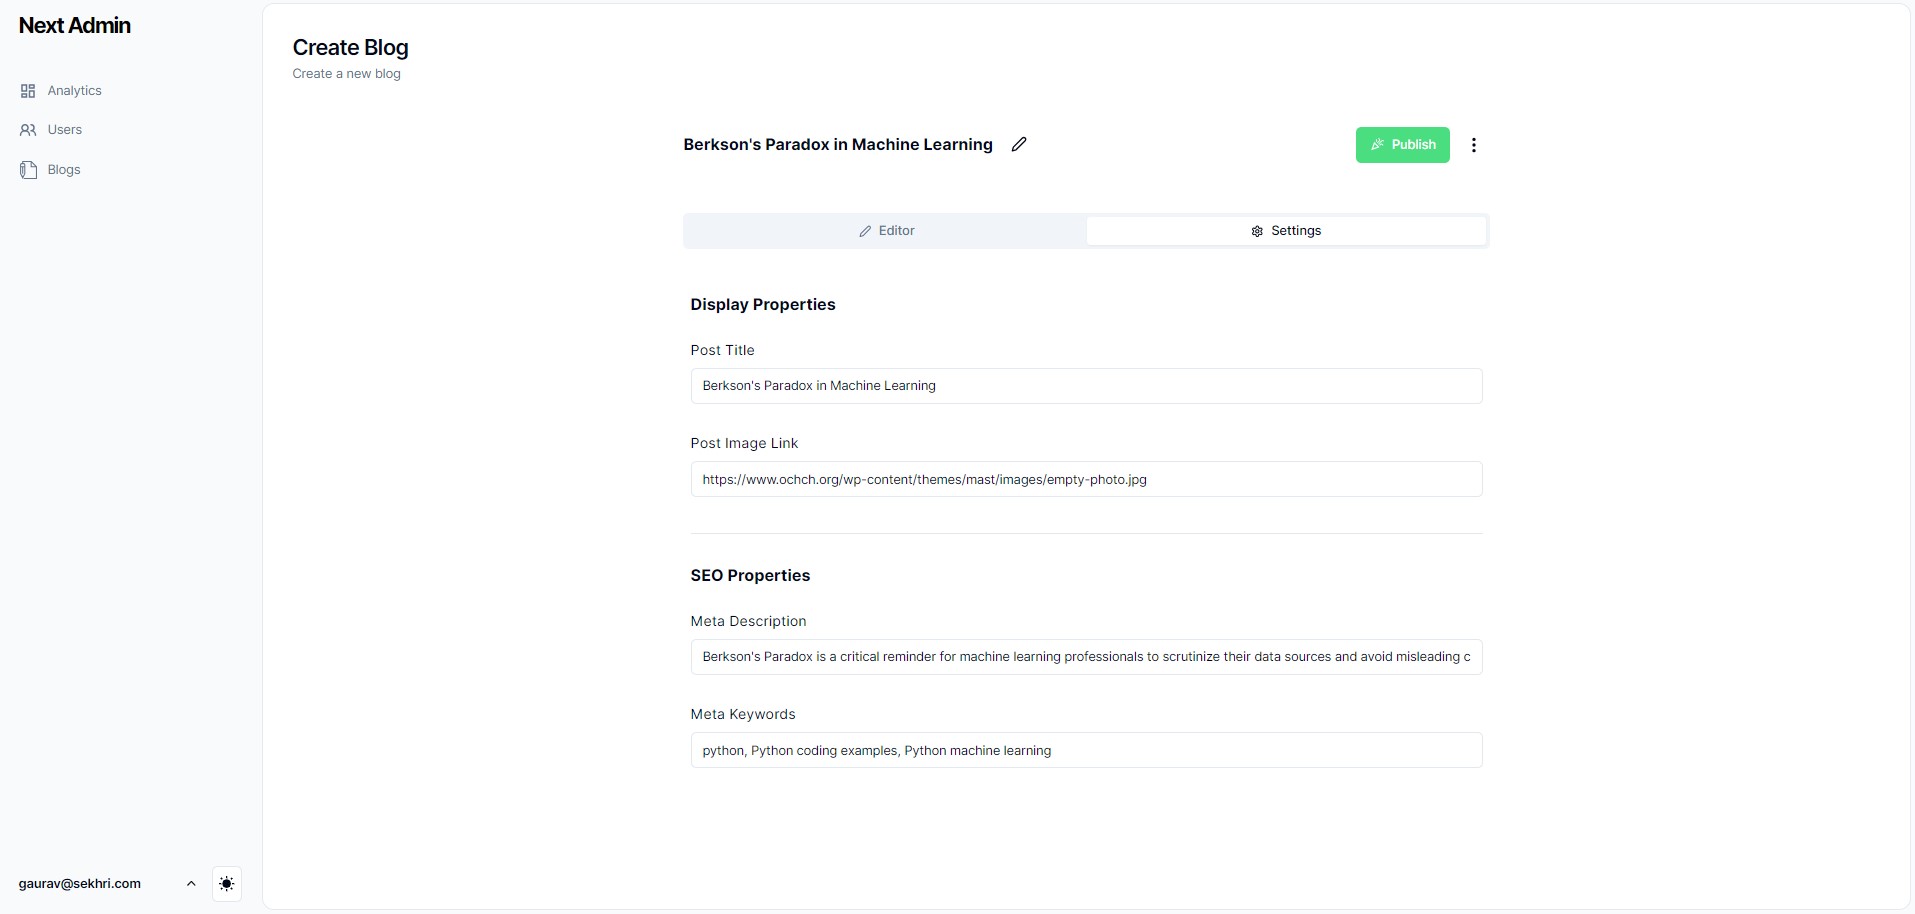 Next Admin
Analytics
Users
Blogs
gaurav@sekhri.com
Create Blog
Create a new blog
Berkson's Paradox in Machine Learning
Publish
Editor
Settings
Display Properties
Post Title
Berkson's Paradox in Machine Learning
Post Image Link
https://www.ochch.org/wp-content/themes/mast/images/empty-photo.jpg
SEO Properties
Meta Description
Berkson's Paradox is a critical reminder for machine learning professionals to scrutinize their data sources and avoid misleading c
Meta Keywords
python, Python coding examples, Python machine learning